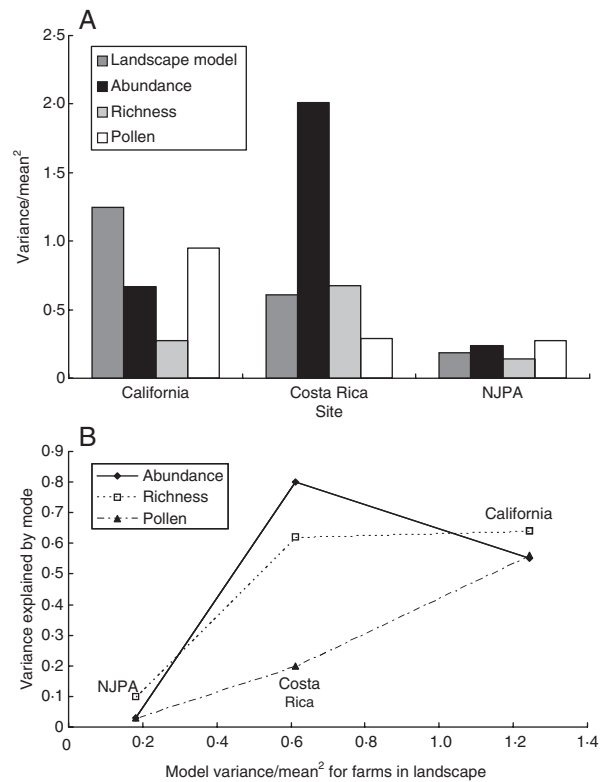 A
2·5
2·0
1·5
1·0
0·5
0
Variance/mean²
Landscape model
Abundance
Richness
Pollen
California
Costa Rica
NJPA
Site
B
0·9
0·8
0·7
0·6
0·5
0·4
0·3
0·2
0·1
0·0
Variance explained by mode
Abundance
Richness
Pollen
California
NJPA
Costa
Rica
0
0·2
0·4
0·6
0·8
1·0
1·2
1·4
Model variance/mean² for farms in landscape